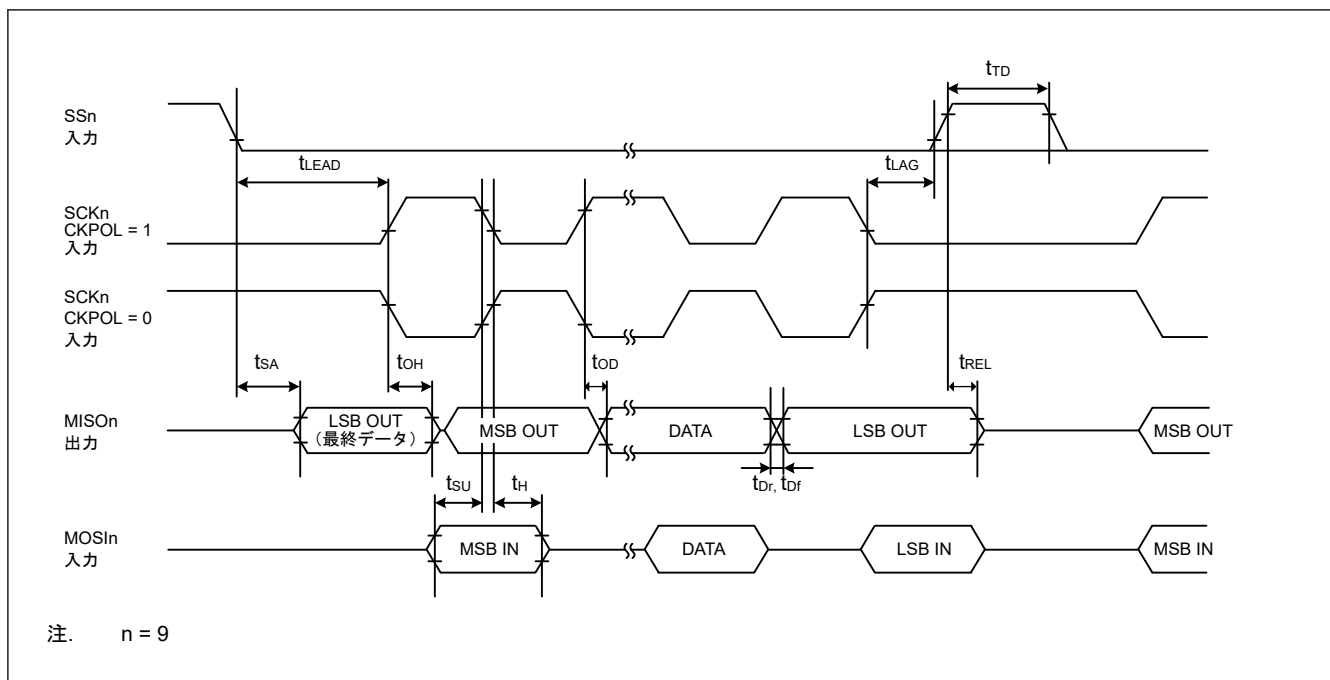 tTD
SSn
入力
tLEAD
tLAG
SCKn
CKPOL = 1
入力
SCKn
CKPOL = 0
入力
tSA
tOH
tOD
tREL
MISOn
出力
LSB OUT
(最終データ)
MSB OUT
DATA
LSB OUT
MSB OUT
tSU
tH
tDr, tDf
MOSIn
入力
MSB IN
DATA
LSB IN
MSB IN
注. n = 9